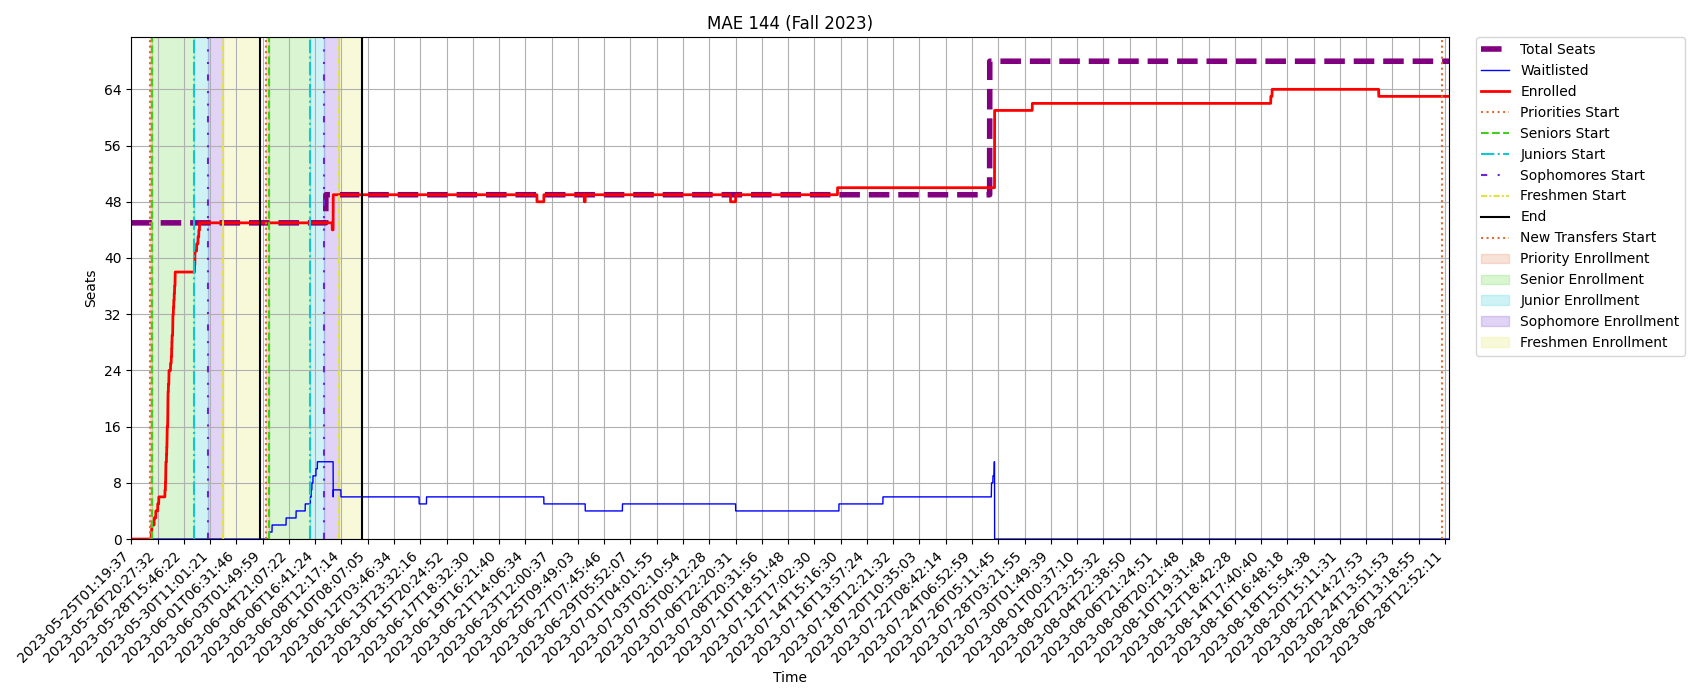 MAE 144 (Fall 2023)
Total Seats
Waitlisted
Enrolled
Priorities Start
Seniors Start
Juniors Start
Sophomores Start
Freshmen Start
End
New Transfers Start
Priority Enrollment
Senior Enrollment
Junior Enrollment
Sophomore Enrollment
Freshmen Enrollment
Seats
64
56
48
40
32
24
16
8
0
2023-05-25T01:19:37
2023-05-26T20:27:32
2023-05-28T15:46:22
2023-05-30T11:01:21
2023-06-01T06:31:46
2023-06-03T01:49:59
2023-06-04T21:07:22
2023-06-06T16:41:24
2023-06-08T12:17:14
2023-06-10T08:07:05
2023-06-12T03:46:34
2023-06-13T23:32:16
2023-06-15T20:24:52
2023-06-17T18:32:30
2023-06-19T16:21:40
2023-06-21T14:06:34
2023-06-23T12:00:37
2023-06-25T09:49:03
2023-06-27T07:45:46
2023-06-29T05:52:07
2023-07-01T04:01:55
2023-07-03T02:10:54
2023-07-05T00:12:28
2023-07-06T22:20:31
2023-07-08T20:31:56
2023-07-10T18:51:48
2023-07-12T17:02:30
2023-07-14T15:16:30
2023-07-16T13:57:24
2023-07-18T12:21:32
2023-07-20T10:35:03
2023-07-22T08:42:14
2023-07-24T06:52:59
2023-07-26T05:11:45
2023-07-28T03:21:55
2023-07-30T01:49:39
2023-08-01T00:37:10
2023-08-02T23:25:32
2023-08-04T22:38:50
2023-08-06T21:24:51
2023-08-08T20:21:48
2023-08-10T19:31:48
2023-08-12T18:42:28
2023-08-14T17:40:40
2023-08-16T16:48:18
2023-08-18T15:54:38
2023-08-20T15:11:31
2023-08-22T14:27:53
2023-08-24T13:51:53
2023-08-26T13:18:55
2023-08-28T12:52:11
Time